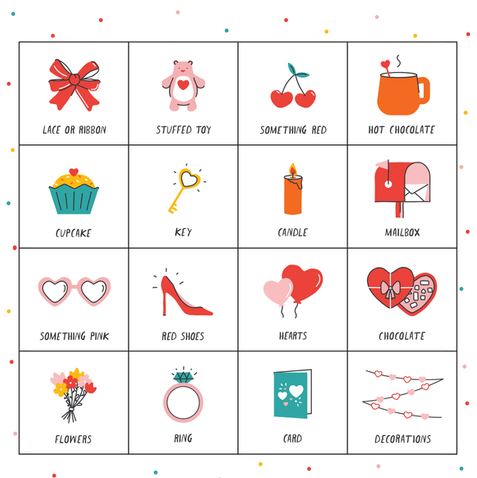 LACE OR RIBBON
STUFFED TOY
SOMETHING RED
HOT CHOCOLATE
CUPCAKE
KEY
CANDLE
MAILBOX
SOMETHING PINK
RED SHOES
HEARTS
CHOCOLATE
FLOWERS
RING
CARD
DECORATIONS